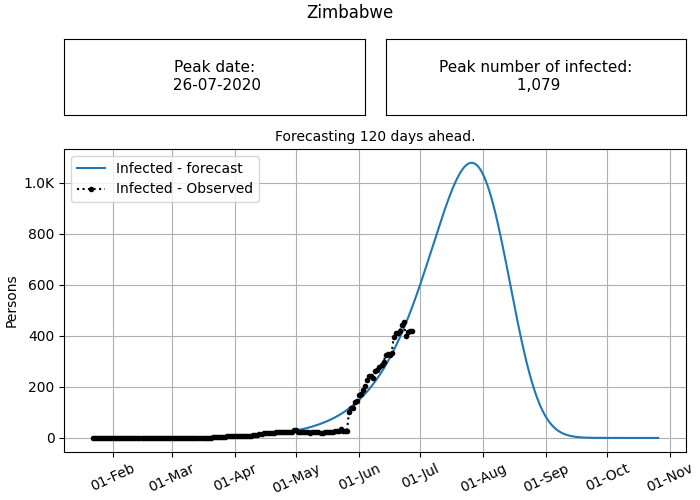 Zimbabwe
Peak date:
26-07-2020
Peak number of infected:
1,079
Forecasting 120 days ahead.
Infected - forecast
Infected - Observed
Persons
1.0K
800
600
400
200
0
01-Feb
01-Mar
01-Apr
01-May
01-Jun
01-Jul
01-Aug
01-Sep
01-Oct
01-Nov